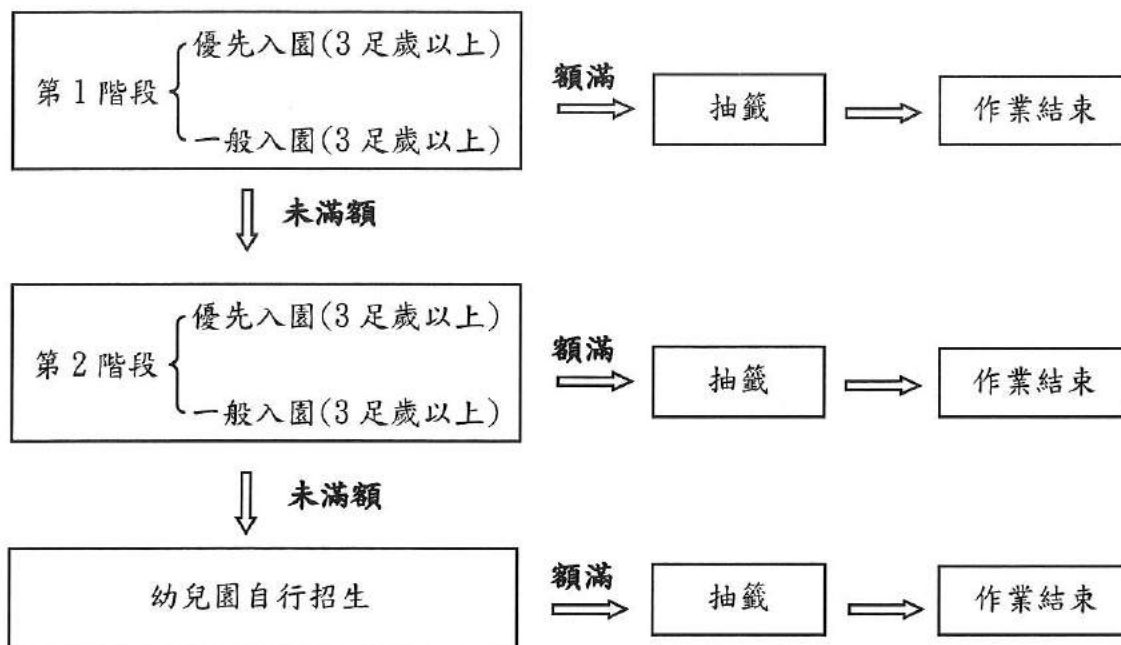 優先入園(3足歲以上)
第1階段
一般入園(3足歲以上)
額滿
抽籤
作業結束
未滿額
優先入園(3足歲以上)
第2階段
一般入園(3足歲以上)
額滿
抽籤
作業結束
未滿額
幼兒園自行招生
額滿
抽籤
作業結束